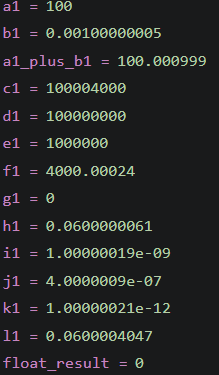 a1 = 100
b1 = 0.00100000005
a1_plus_b1 = 100.000999
c1 = 100004000
d1 = 100000000
e1 = 1000000
f1 = 4000.00024
g1 = 0
h1 = 0.0600000061
i1 = 1.00000019e-09
j1 = 4.0000009e-07
k1 = 1.00000021e-12
l1 = 0.0600004047
float_result = 0